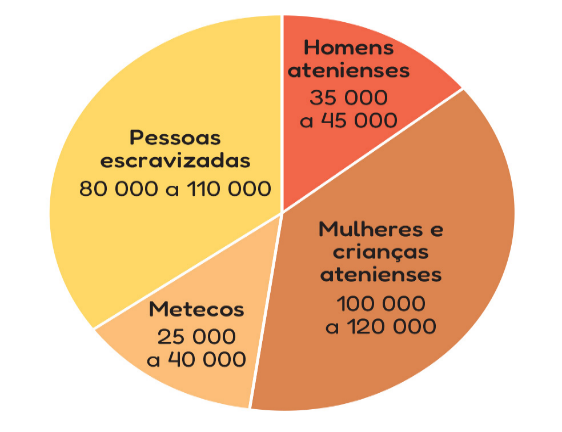 Homens
atenienses
35 000
a 45 000
Pessoas
escravizadas
80 000 a 110 000
Mulheres e
crianças
atenienses
100 000
a 120 000
Metecos
25 000
a 40 000